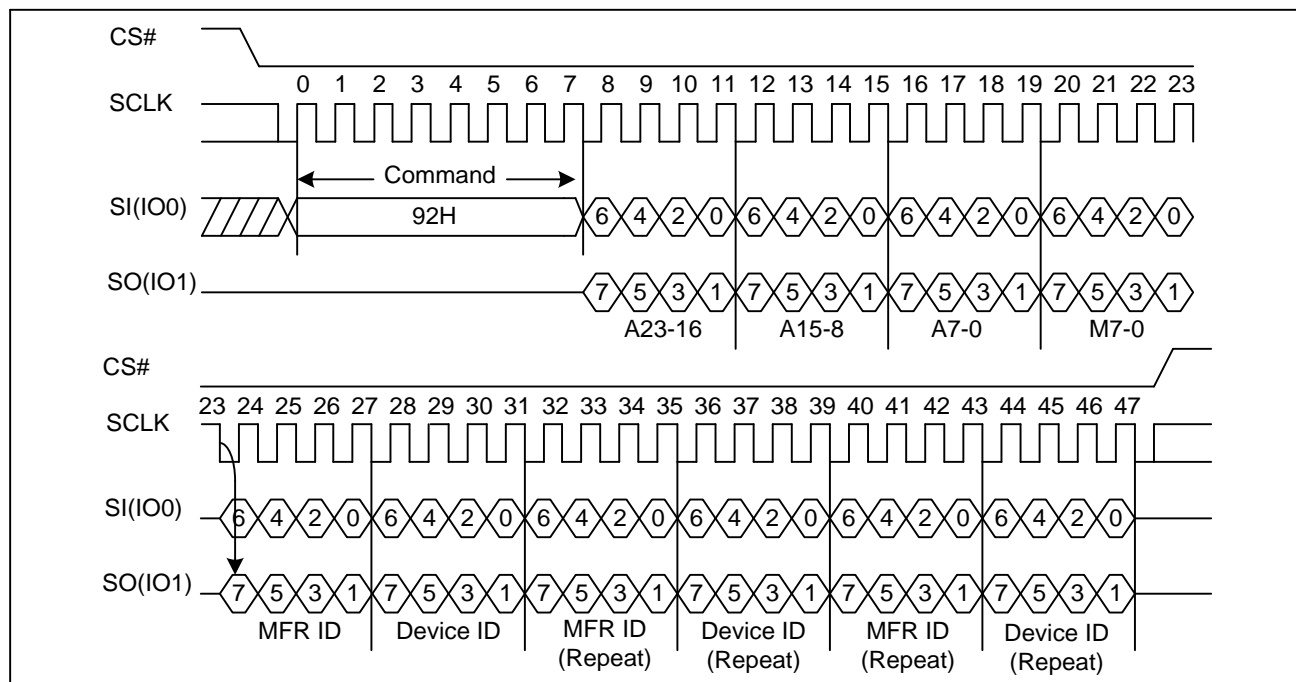 CS#
0 1 2 3 4 5 6 7 8 9 10 11 12 13 14 15 16 17 18 19 20 21 22 23
SCLK
Command
SI(IO0) 92H 6 4 2 0 6 4 2 0 6 4 2 0 6 4 2 0
SO(IO1) 7 5 3 1 7 5 3 1 7 5 3 1 7 5 3 1
A23-16 A15-8 A7-0 M7-0
CS#
23 24 25 26 27 28 29 30 31 32 33 34 35 36 37 38 39 40 41 42 43 44 45 46 47
SCLK
SI(IO0) 6 4 2 0 6 4 2 0 6 4 2 0 6 4 2 0 6 4 2 0 6 4 2 0
SO(IO1) 7 5 3 1 7 5 3 1 7 5 3 1 7 5 3 1 7 5 3 1 7 5 3 1
MFR ID Device ID MFR ID Device ID MFR ID Device ID
(Repeat) (Repeat) (Repeat) (Repeat)